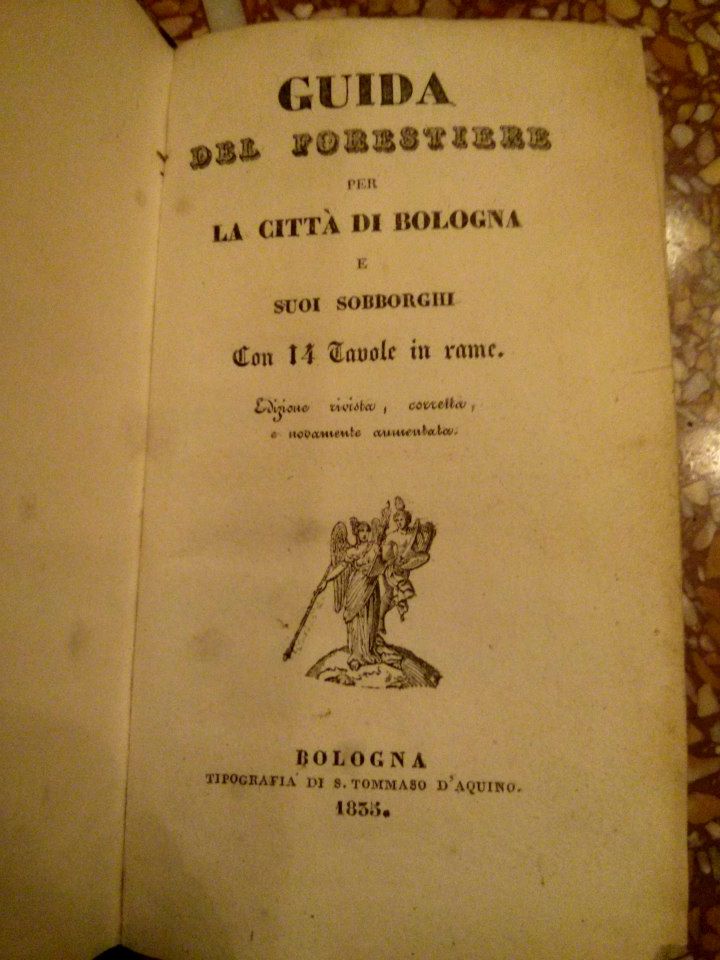 GUIDA
DEL FORESTIERE
PER
LA CITTÀ DI BOLOGNA
E
SUOI SOBBORGHI
Con 14 Tavole in rame.
Edizione rivista, corretta,
e novamente aumentata.
BOLOGNA
TIPOGRAFIA DI S. TOMMASO D'AQUINO.
1835.